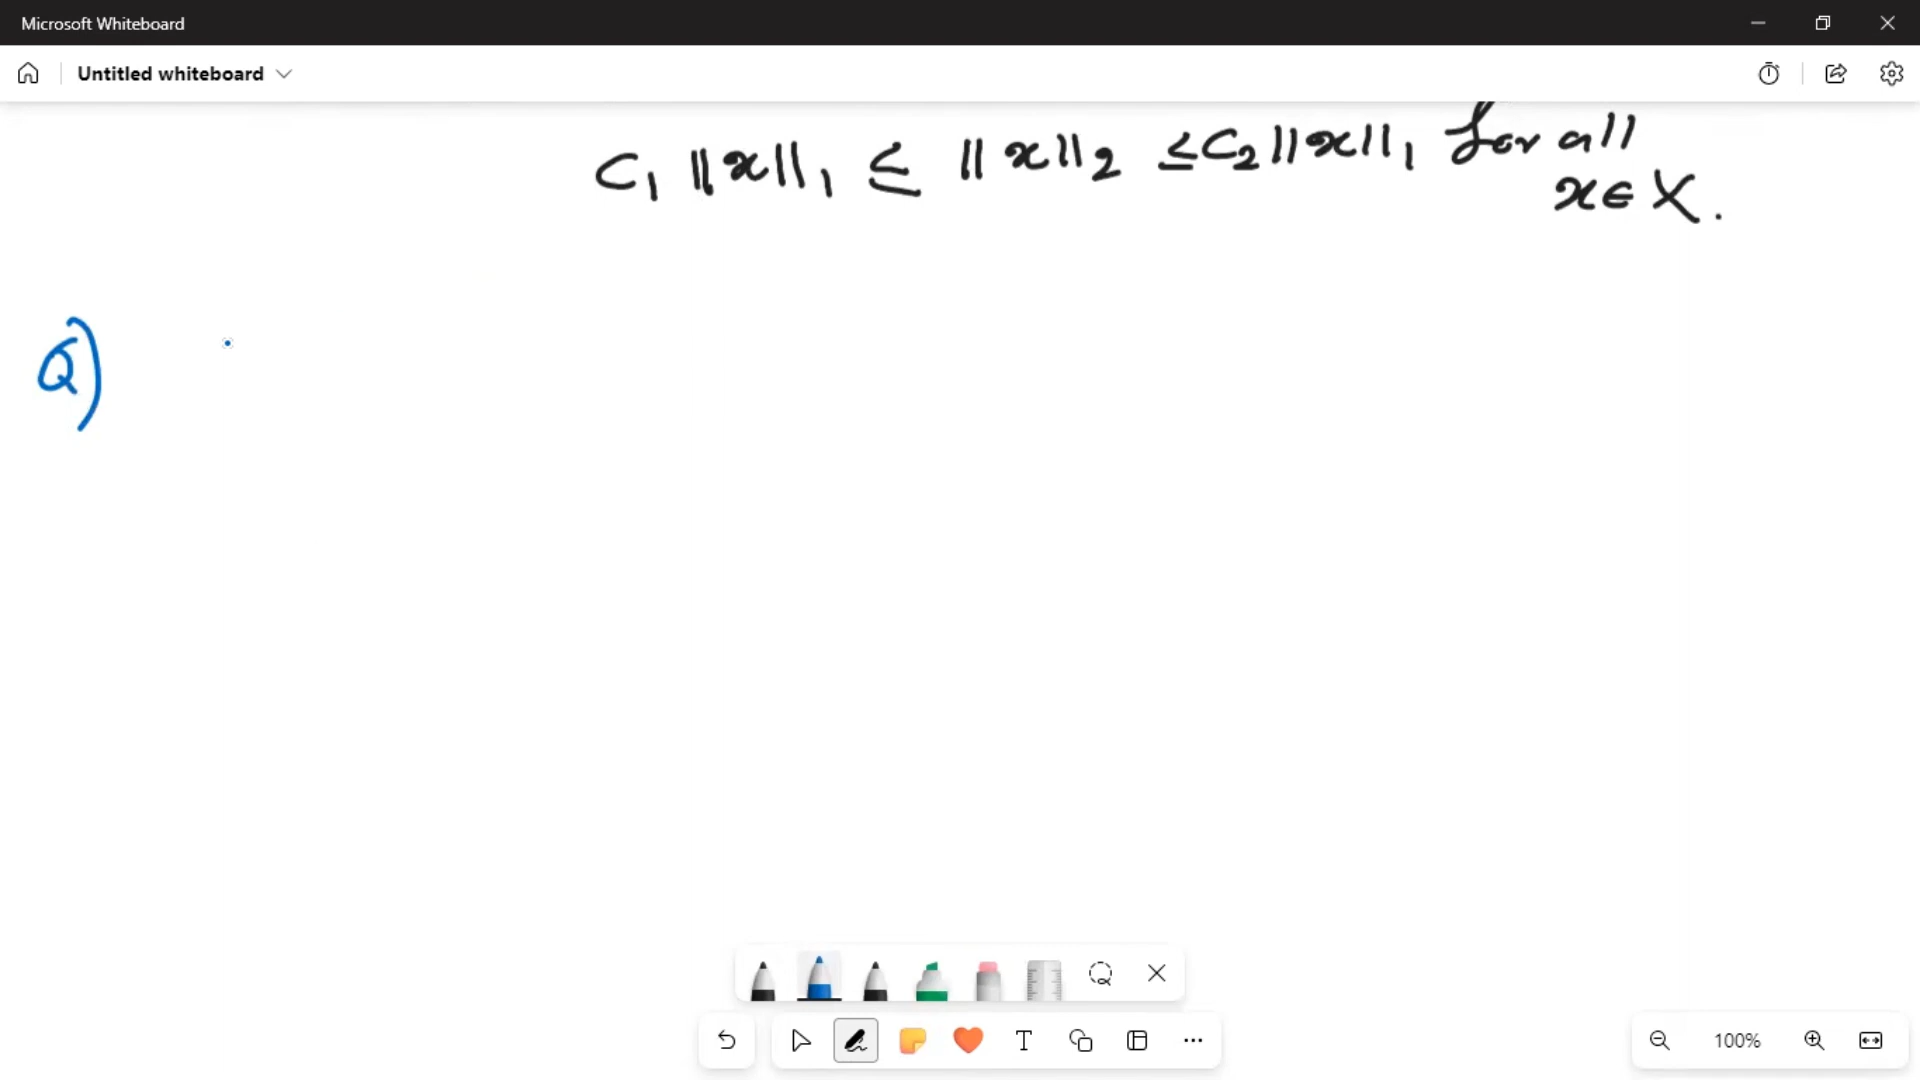 Microsoft Whiteboard
Untitled whiteboard
C₁ ||x||₁ ≤ ||x||₂ ≤ C₂ ||x||₁ for all
x ∈ X.
Q)
T
100%